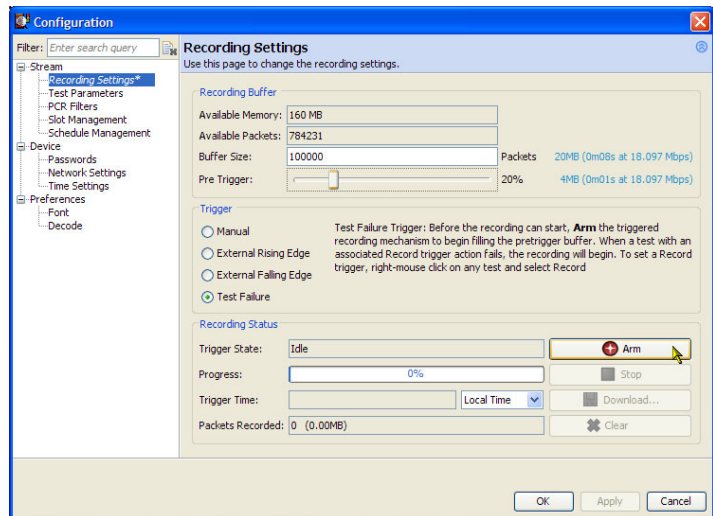 Configuration
Filter: Enter search query
Stream
Recording Settings*
Test Parameters
PCR Filters
Slot Management
Schedule Management
Device
Passwords
Network Settings
Time Settings
Preferences
Font
Decode
Recording Settings
Use this page to change the recording settings.
Recording Buffer
Available Memory: 160 MB
Available Packets: 784231
Buffer Size: 100000 Packets 20MB (0m08s at 18.097 Mbps)
Pre Trigger: 20% 4MB (0m01s at 18.097 Mbps)
Trigger
Manual
External Rising Edge
External Falling Edge
Test Failure
Test Failure Trigger: Before the recording can start, Arm the triggered
recording mechanism to begin filling the pretrigger buffer. When a test with an
associated Record trigger action fails, the recording will begin. To set a Record
trigger, right-mouse click on any test and select Record
Recording Status
Trigger State: Idle Arm
Progress: 0% Stop
Trigger Time: Local Time Download...
Packets Recorded: 0 (0.00MB) Clear
OK Apply Cancel